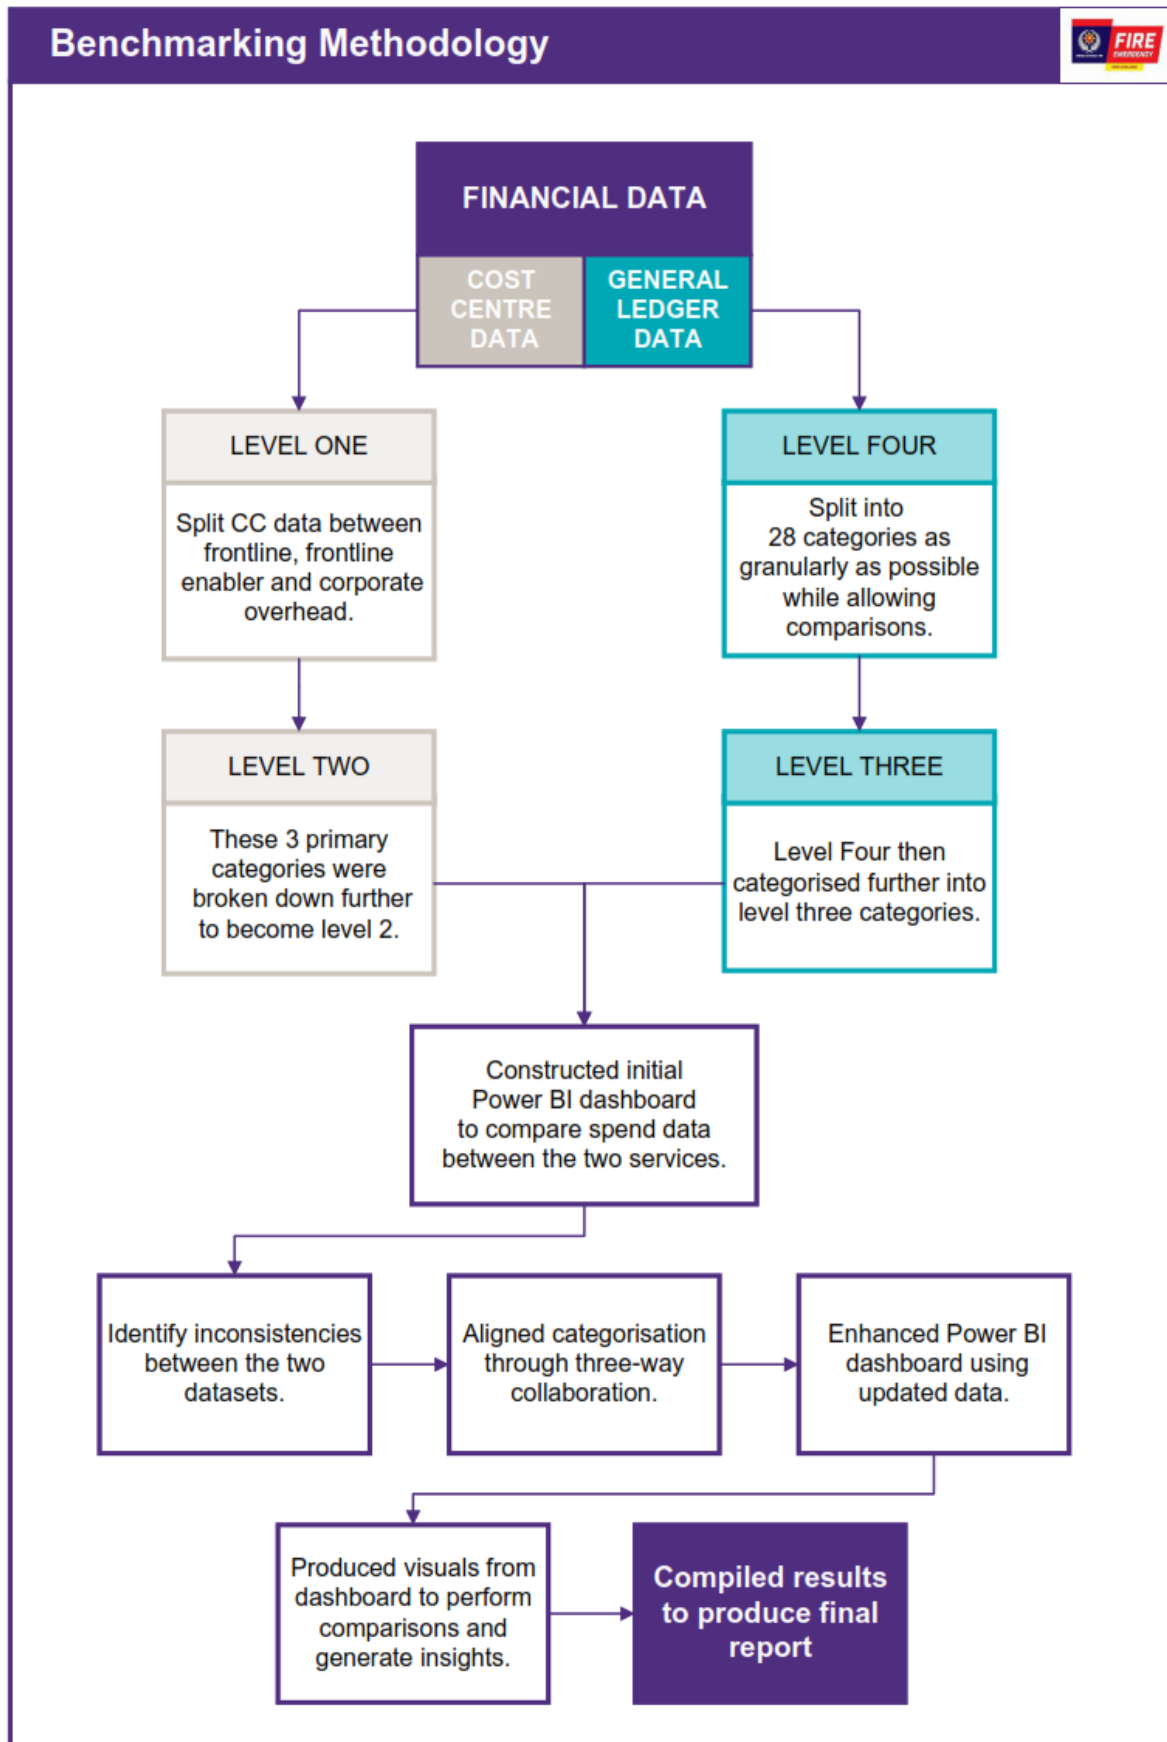 Benchmarking Methodology
FIRE
EMERGENCY
FINANCIAL DATA
COST
CENTRE
DATA
GENERAL
LEDGER
DATA
LEVEL ONE
Split CC data between
frontline, frontline
enabler and corporate
overhead.
LEVEL FOUR
Split into
28 categories as
granularly as possible
while allowing
comparisons.
LEVEL TWO
These 3 primary
categories were
broken down further
to become level 2.
LEVEL THREE
Level Four then
categorised further into
level three categories.
Constructed initial
Power BI dashboard
to compare spend data
between the two services.
Identify inconsistencies
between the two
datasets.
Aligned categorisation
through three-way
collaboration.
Enhanced Power BI
dashboard using
updated data.
Produced visuals from
dashboard to perform
comparisons and
generate insights.
Compiled results
to produce final
report